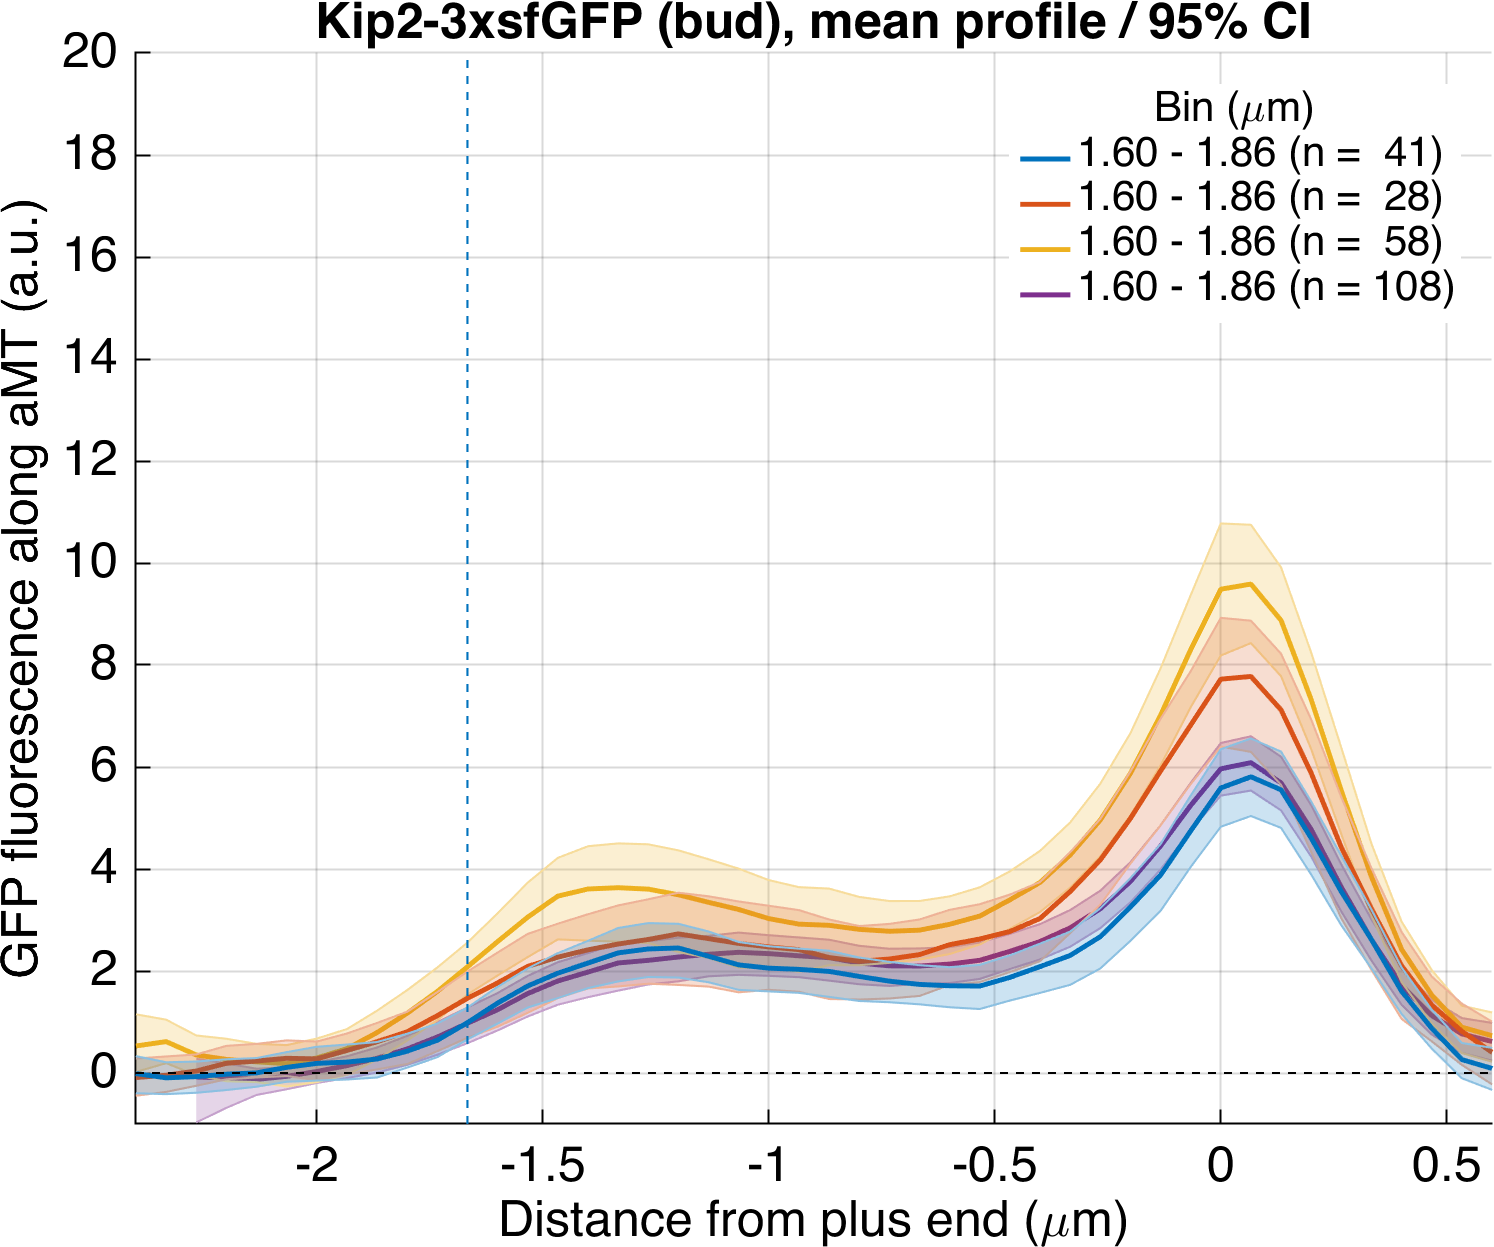 Kip2-3xsfGFP (bud), mean profile / 95% CI
GFP fluorescence along aMT (a.u.)
20
18
16
14
12
10
8
6
4
2
0
Bin (μm)
1.60 - 1.86 (n = 41)
1.60 - 1.86 (n = 28)
1.60 - 1.86 (n = 58)
1.60 - 1.86 (n = 108)
-2 -1.5 -1 -0.5 0 0.5
Distance from plus end (μm)